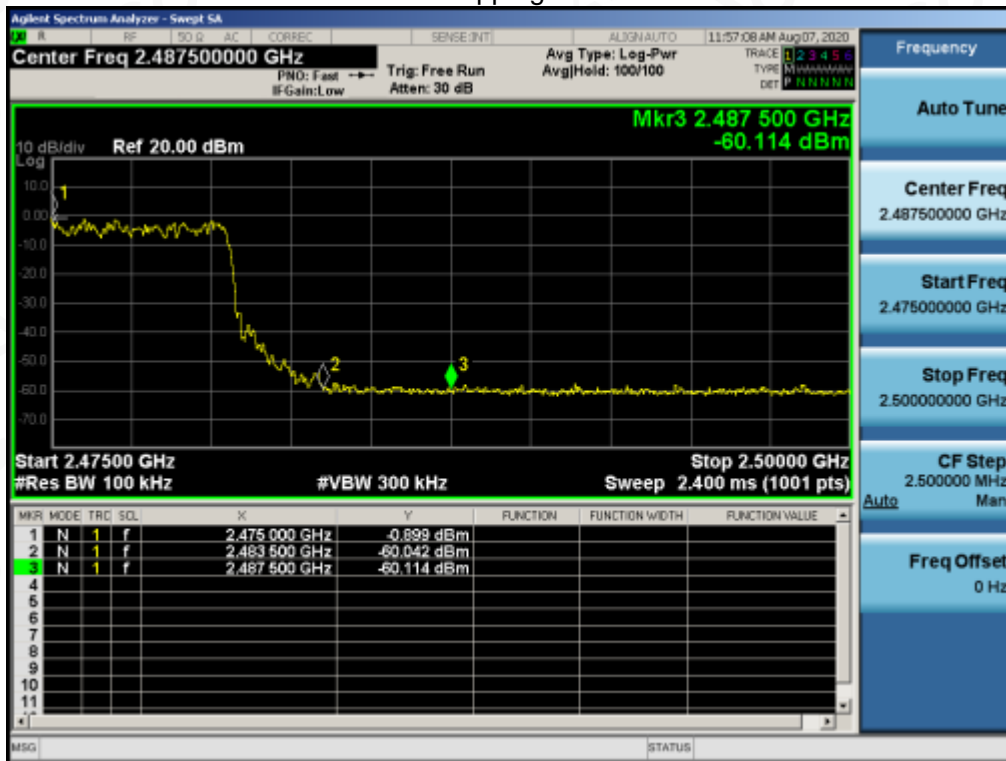 Agilent Spectrum Analyzer - Swept SA
RF 50 Ω AC CORREC SENSE:INT ALIGN AUTO 11:57:08 AM Aug 07, 2020
Center Freq 2.487500000 GHz
PNO: Fast
IFGain:Low
Trig: Free Run
Atten: 30 dB
Avg Type: Log-Pwr
Avg|Hold: 100/100
TRACE 1 2 3 4 5 6
TYPE M
DET P N N N N N
Mkr3 2.487 500 GHz
-60.114 dBm
10 dB/div Ref 20.00 dBm
Log
10.0
0.00
-10.0
-20.0
-30.0
-40.0
-50.0
-60.0
-70.0
1
2
3
Start 2.47500 GHz Stop 2.50000 GHz
#Res BW 100 kHz #VBW 300 kHz Sweep 2.400 ms (1001 pts)
MKR MODE TRC SCL X Y FUNCTION FUNCTION WIDTH FUNCTION VALUE
1 N 1 f 2.475 000 GHz -0.899 dBm
2 N 1 f 2.483 500 GHz -60.042 dBm
3 N 1 f 2.487 500 GHz -60.114 dBm
4
5
6
7
8
9
10
11
MSG STATUS
Frequency
Auto Tune
Center Freq
2.487500000 GHz
Start Freq
2.475000000 GHz
Stop Freq
2.500000000 GHz
CF Step
2.500000 MHz
Auto Man
Freq Offset
0 Hz